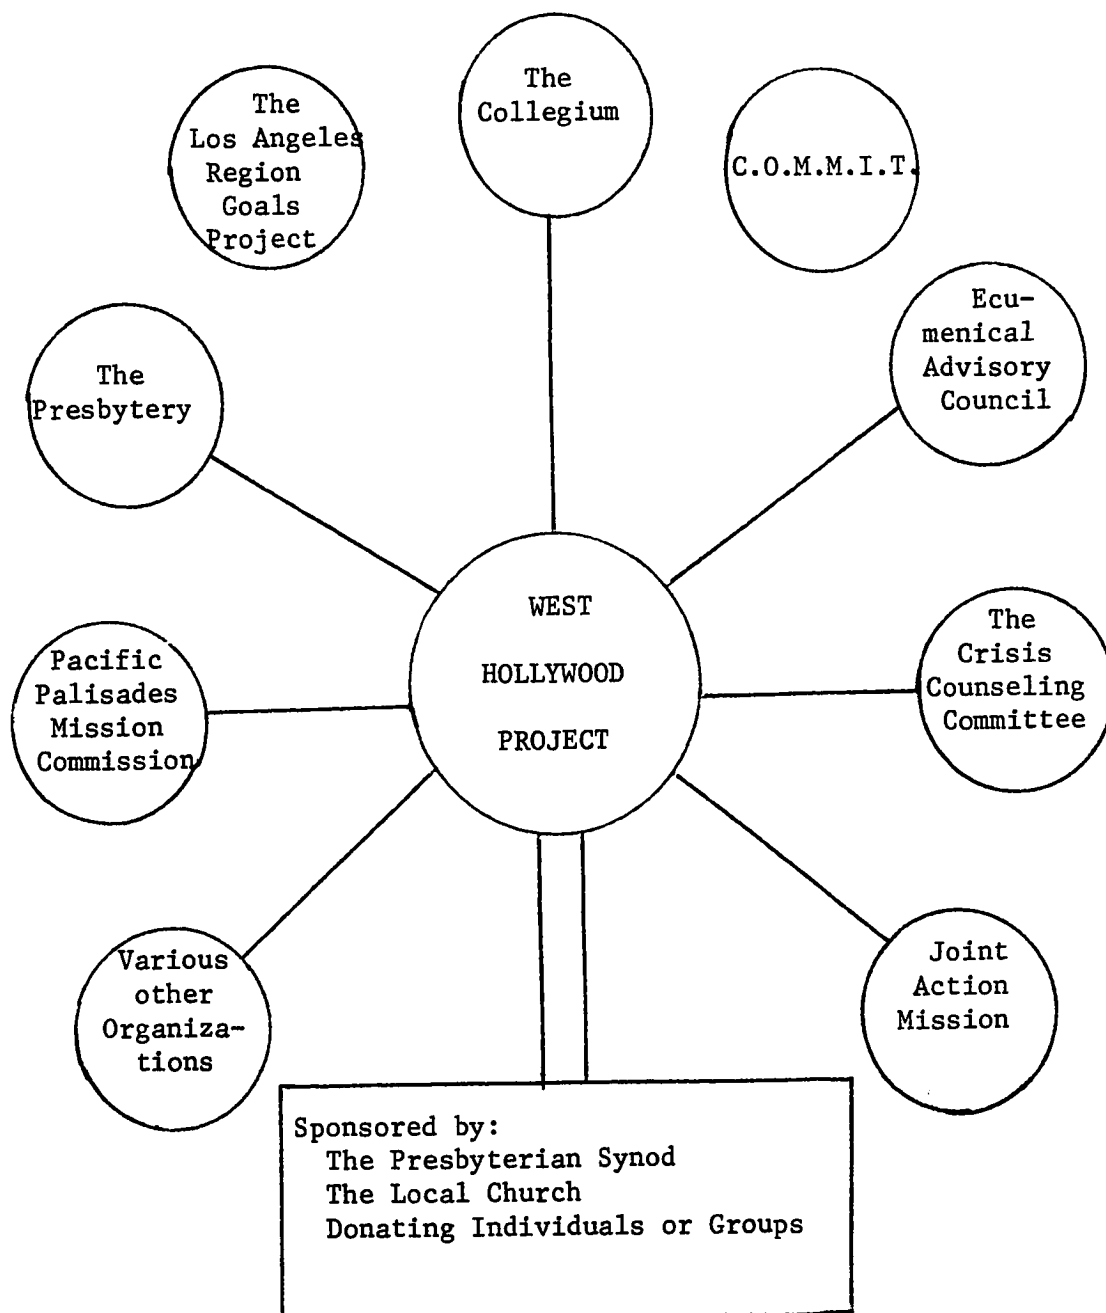 The
Collegium
The
Los Angeles
Region
Goals
Project
C.O.M.M.I.T.
The
Presbytery
Ecu-
menical
Advisory
Council
WEST
HOLLYWOOD
PROJECT
Pacific
Palisades
Mission
Commission
The
Crisis
Counseling
Committee
Various
other
Organiza-
tions
Joint
Action
Mission
Sponsored by:
The Presbyterian Synod
The Local Church
Donating Individuals or Groups